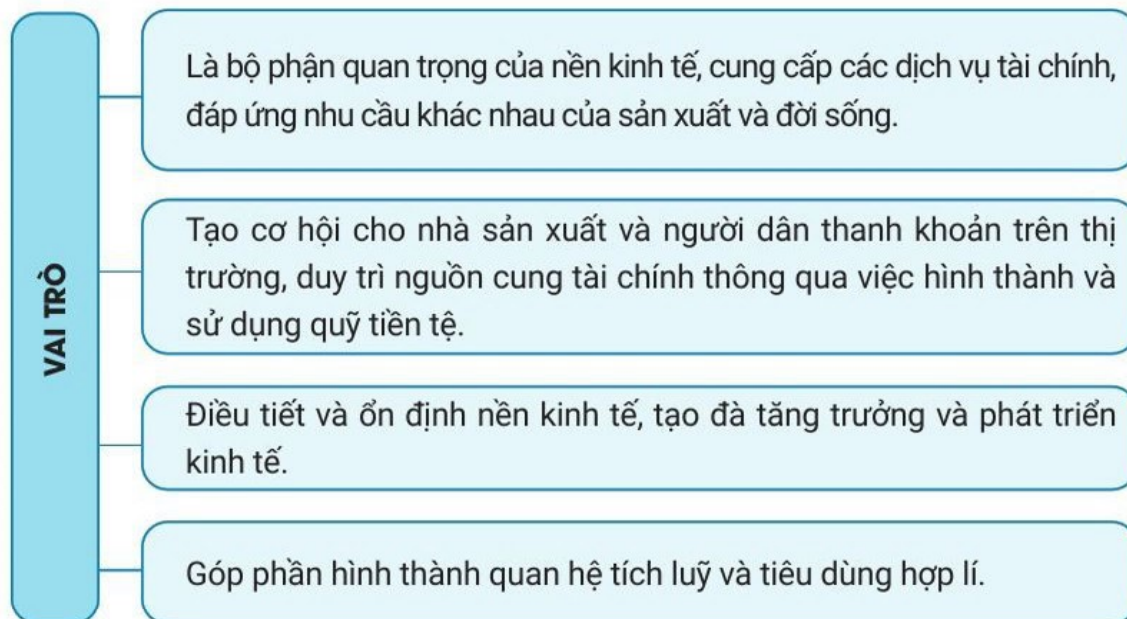 VAI TRÒ
Là bộ phận quan trọng của nền kinh tế, cung cấp các dịch vụ tài chính,
đáp ứng nhu cầu khác nhau của sản xuất và đời sống.
Tạo cơ hội cho nhà sản xuất và người dân thanh khoản trên thị
trường, duy trì nguồn cung tài chính thông qua việc hình thành và
sử dụng quỹ tiền tệ.
Điều tiết và ổn định nền kinh tế, tạo đà tăng trưởng và phát triển
kinh tế.
Góp phần hình thành quan hệ tích luỹ và tiêu dùng hợp lí.